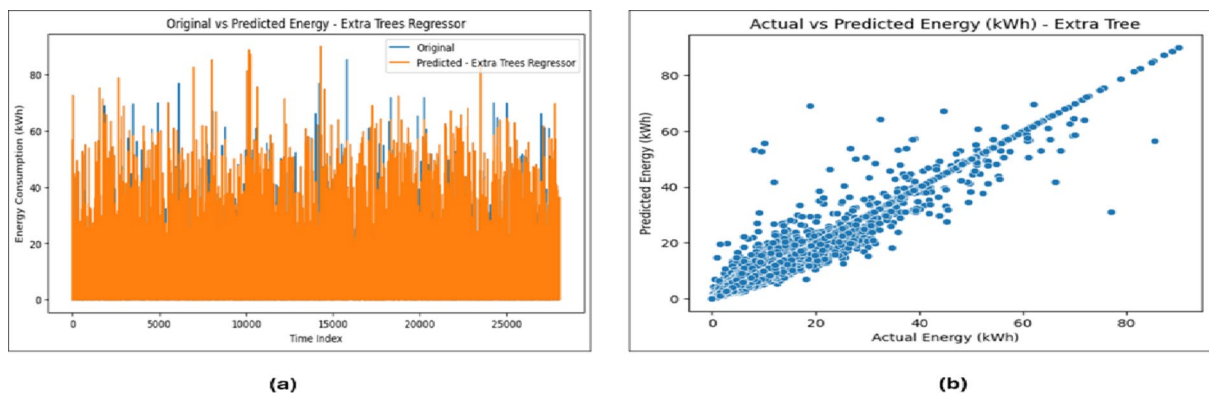 Original vs Predicted Energy - Extra Trees Regressor
Original
Predicted - Extra Trees Regressor
Energy Consumption (kWh)
80
60
40
20
0
0 5000 10000 15000 20000 25000
Time Index
(a)
Actual vs Predicted Energy (kWh) - Extra Tree
Predicted Energy (kWh)
80
60
40
20
0
0 20 40 60 80
Actual Energy (kWh)
(b)